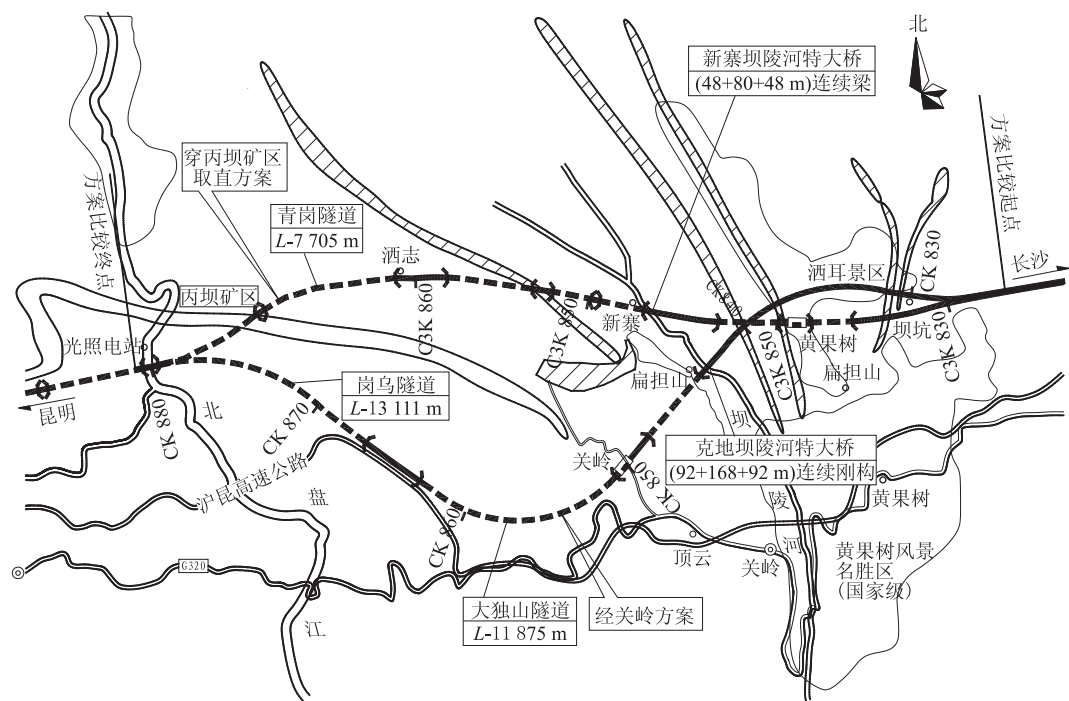 北
新寨坝陵河特大桥
(48+80+48 m)连续梁
方案比较起点
穿丙坝矿区
取直方案
方案比较终点
青岗隧道
L-7 705 m
洒志
洒耳景区
CK 830
长沙
丙坝矿区
C3K 860
C3K 850
新寨
CK 840
C3K 850
黄果树
坝坑
C3K 830
光照电站
扁担山
扁担山
岗乌隧道
L-13 111 m
昆明
CK 880
北
CK 870
坝
克地坝陵河特大桥
(92+168+92 m)连续刚构
关岭
CK 850
沪昆高速公路
盘
陵
黄果树
CK 860
顶云
河
关岭
黄果树风景
名胜区
(国家级)
G320
大独山隧道
L-11 875 m
经关岭方案
江